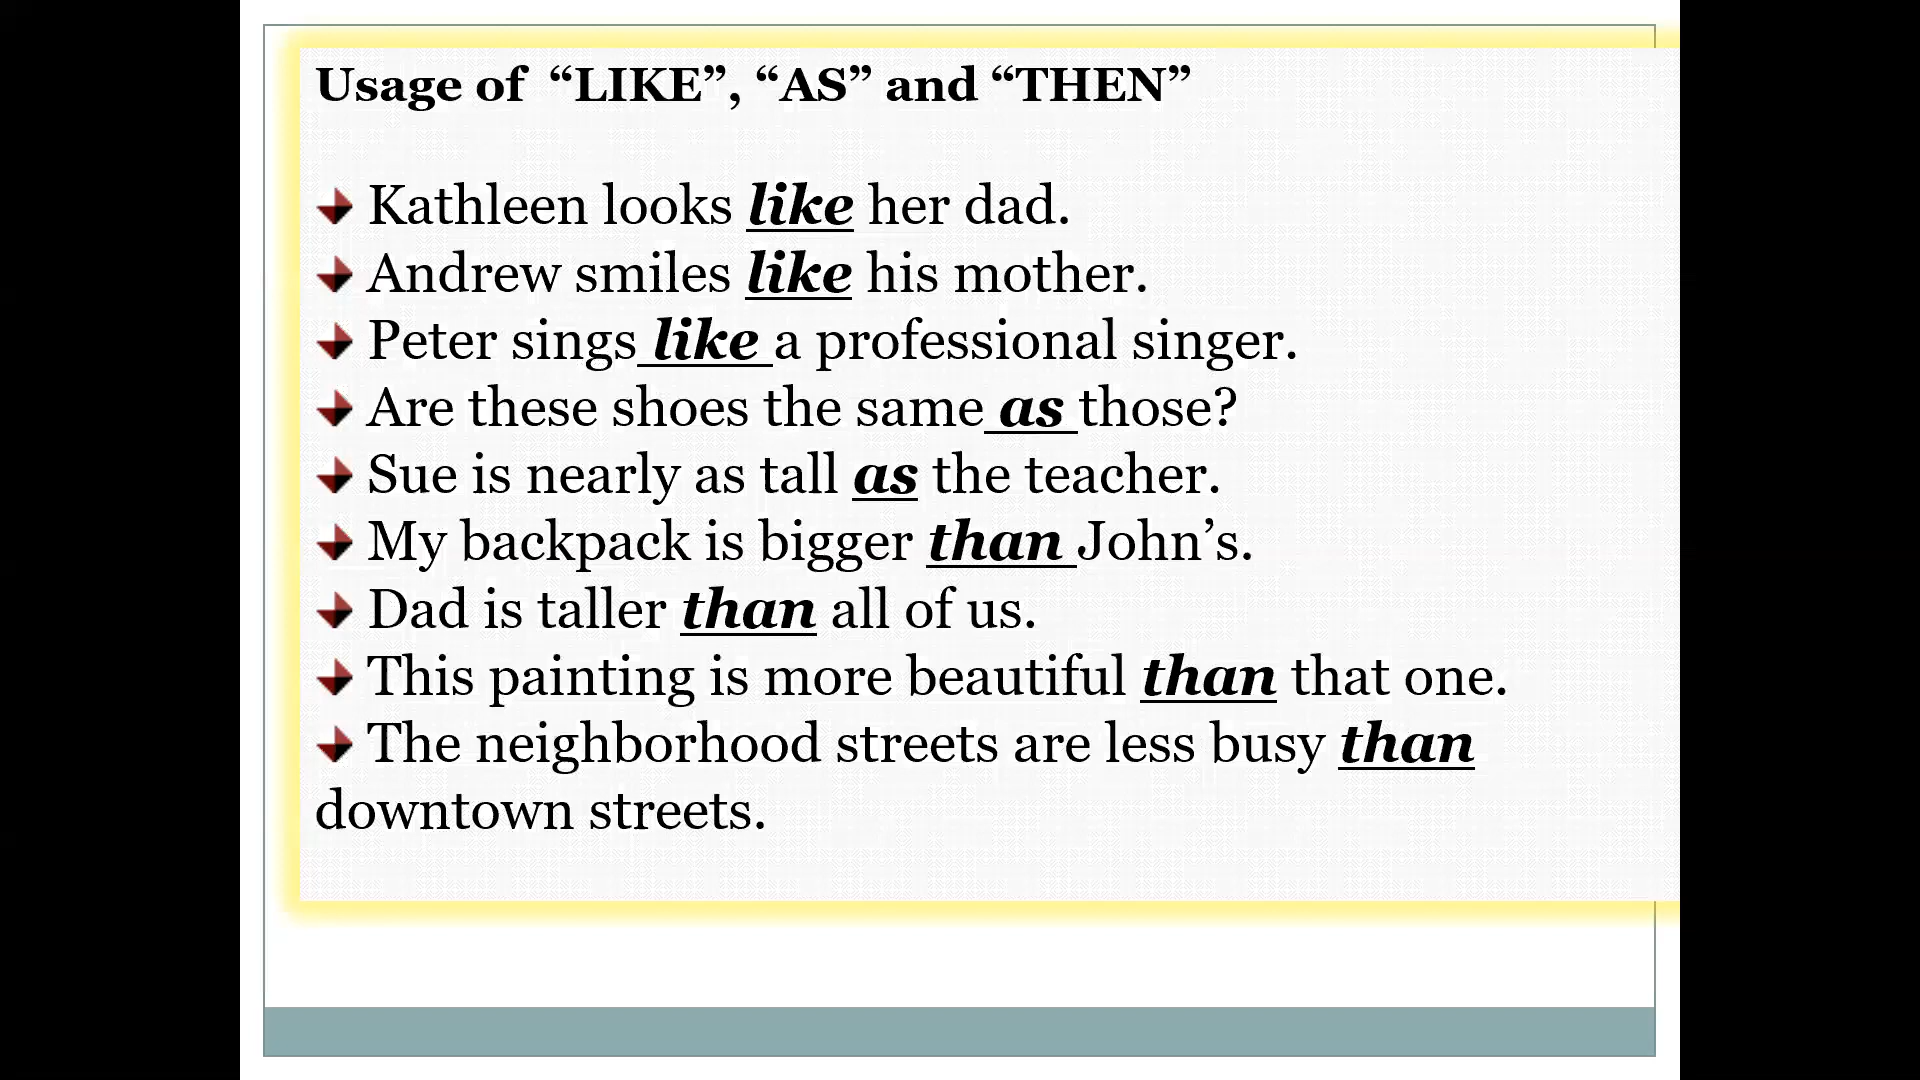 Usage of “LIKE”, “AS” and “THEN”
Kathleen looks like her dad.
Andrew smiles like his mother.
Peter sings like a professional singer.
Are these shoes the same as those?
Sue is nearly as tall as the teacher.
My backpack is bigger than John’s.
Dad is taller than all of us.
This painting is more beautiful than that one.
The neighborhood streets are less busy than
downtown streets.